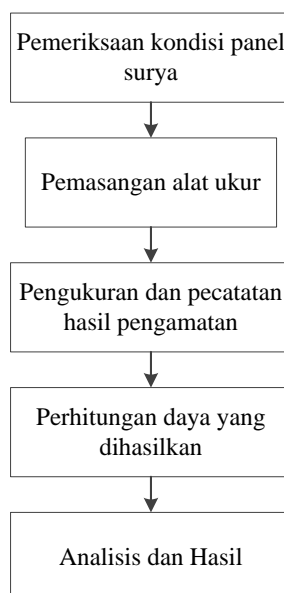 Pemeriksaan kondisi panel
surya
Pemasangan alat ukur
Pengukuran dan pecatatan
hasil pengamatan
Perhitungan daya yang
dihasilkan
Analisis dan Hasil